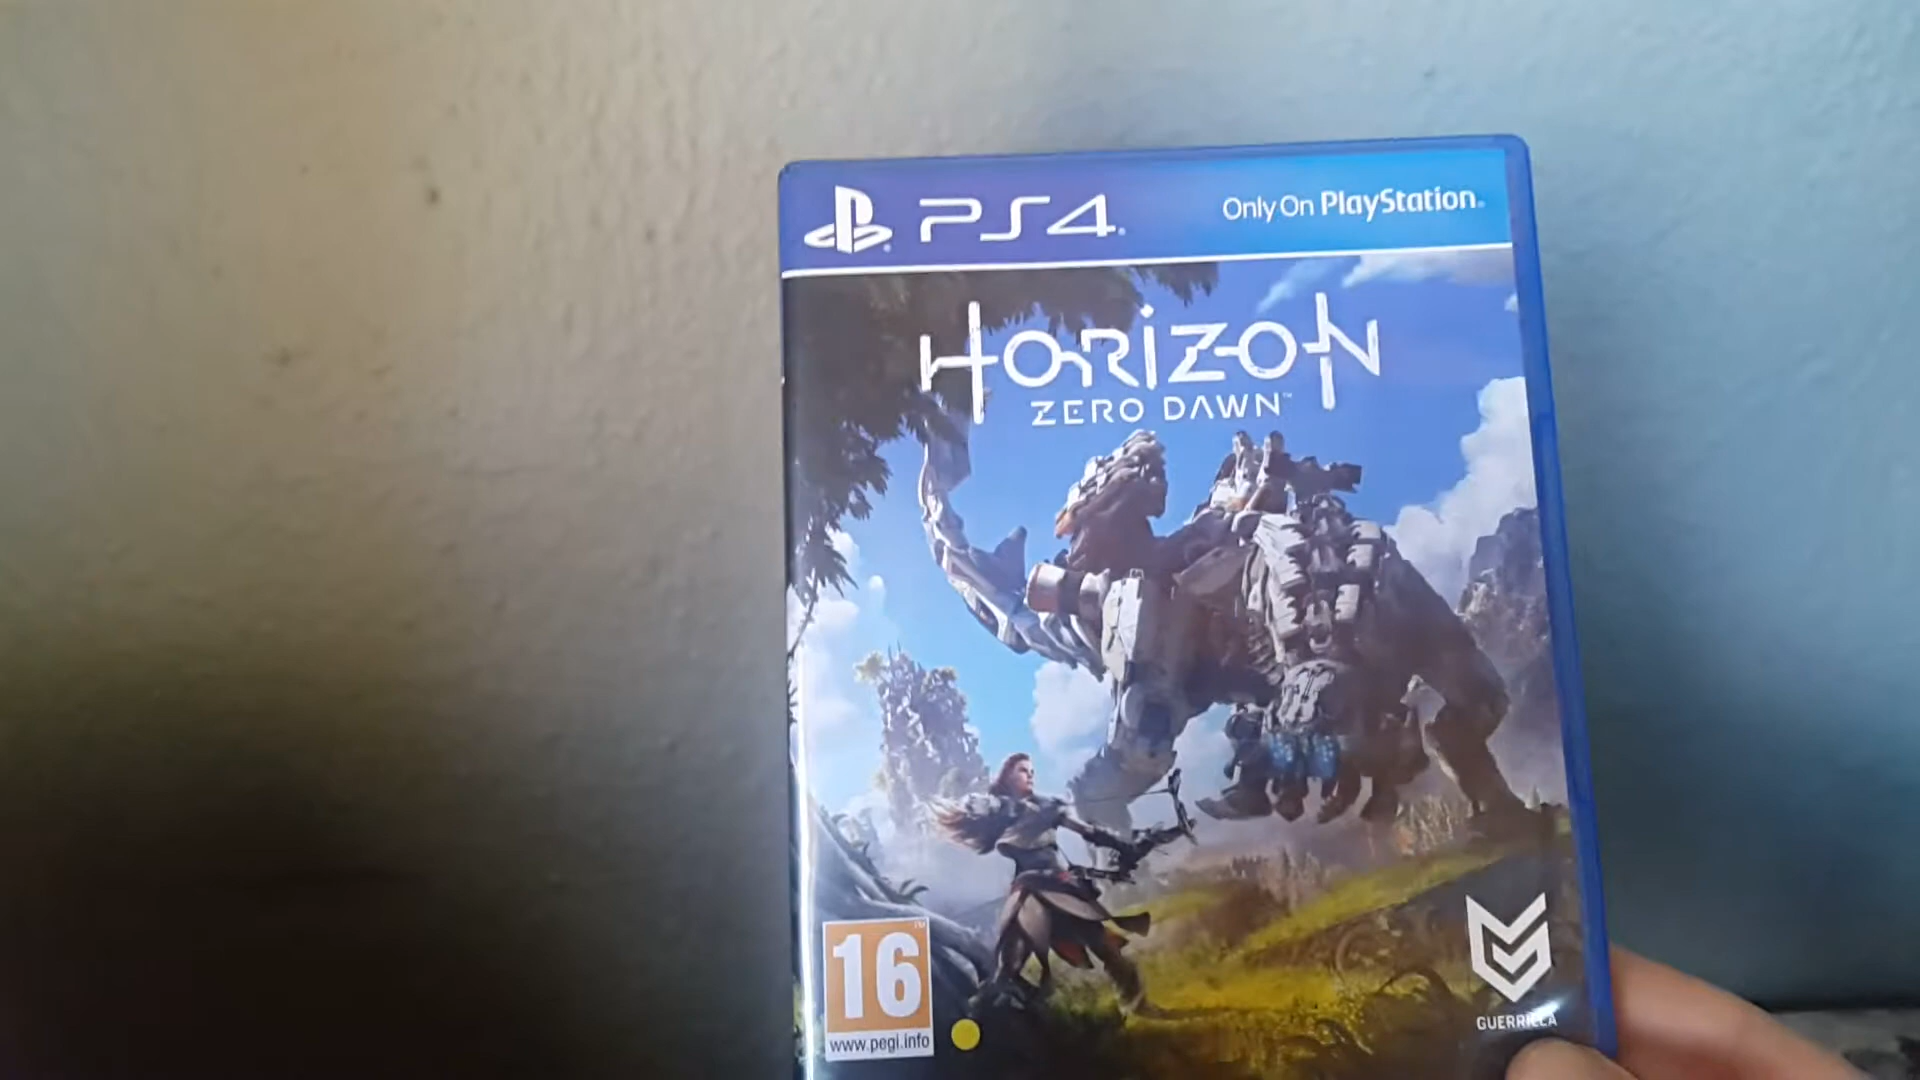 PS4
Only On PlayStation
HORIZON
ZERO DAWN™
16
www.pegi.info
GUERRILLA